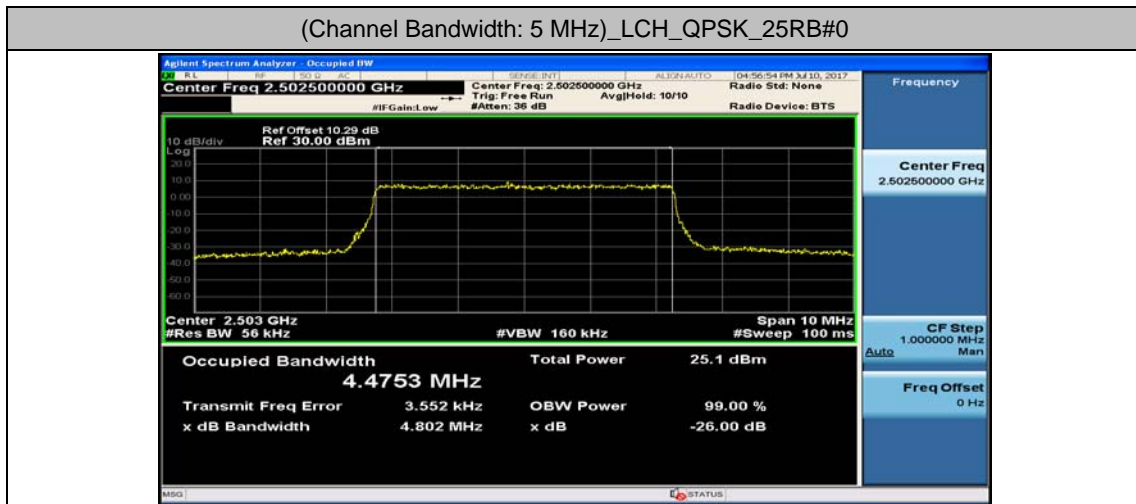 (Channel Bandwidth: 5 MHz)_LCH_QPSK_25RB#0
Agilent Spectrum Analyzer - Occupied BW
RL RF 50 Ω AC SENSE:INT ALIGN AUTO 04:56:54 PM Jul 10, 2017
Center Freq 2.502500000 GHz
Center Freq: 2.502500000 GHz
Radio Std: None
Trig: Free Run Avg|Hold: 10/10
#IFGain:Low #Atten: 36 dB Radio Device: BTS
Ref Offset 10.29 dB
10 dB/div Ref 30.00 dBm
Log
20.0
10.0
0.00
-10.0
-20.0
-30.0
-40.0
-50.0
-60.0
Center 2.503 GHz Span 10 MHz
#Res BW 56 kHz #VBW 160 kHz #Sweep 100 ms
Occupied Bandwidth Total Power 25.1 dBm
4.4753 MHz
Transmit Freq Error 3.552 kHz OBW Power 99.00 %
x dB Bandwidth 4.802 MHz x dB -26.00 dB
Frequency
Center Freq
2.502500000 GHz
CF Step
1.000000 MHz
Auto Man
Freq Offset
0 Hz
MSG STATUS